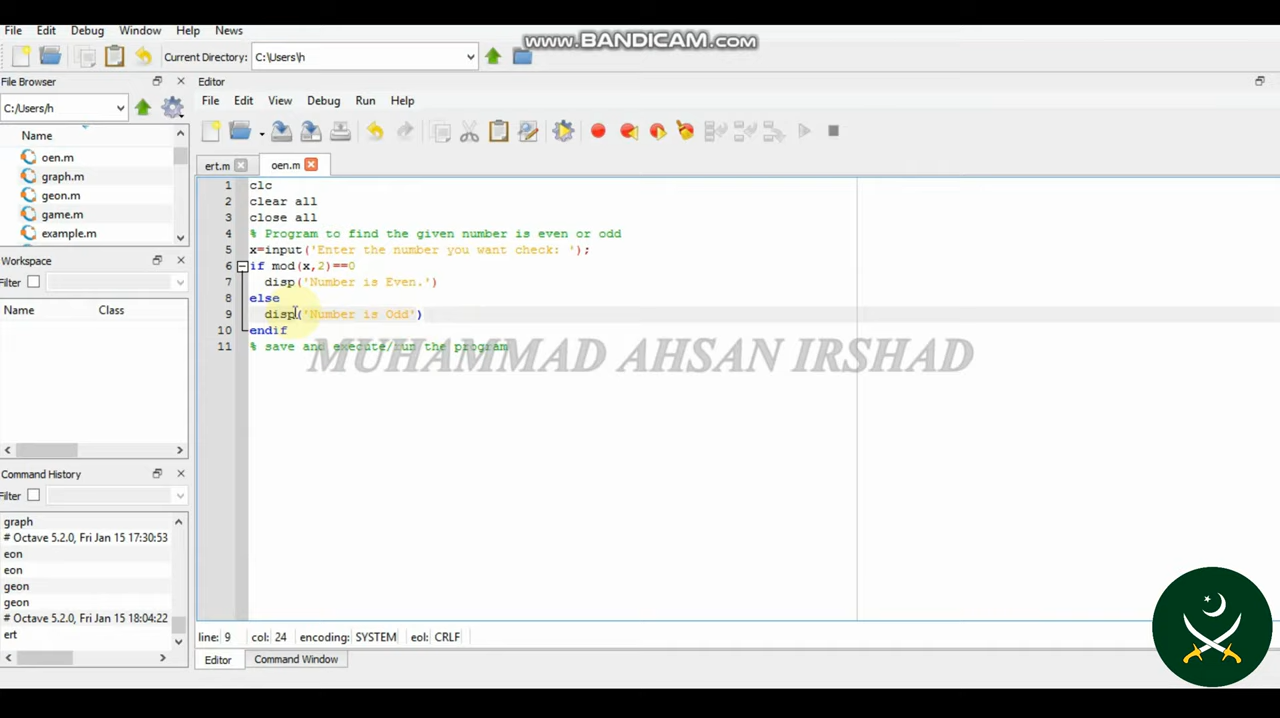 File Edit Debug Window Help News
www.BANDICAM.com
Current Directory: C:\Users\h
File Browser
Editor
C:/Users/h
File Edit View Debug Run Help
Name
oen.m
graph.m
geon.m
game.m
example.m
ert.m oen.m
1 clc
2 clear all
3 close all
4 % Program to find the given number is even or odd
5 x=input('Enter the number you want check: ');
6 if mod(x,2)==0
7 disp('Number is Even.')
8 else
9 disp('Number is Odd')
10 endif
11 % save and execute/run the program
MUHAMMAD AHSAN IRSHAD
Workspace
Filter
Name Class
Command History
Filter
graph
# Octave 5.2.0, Fri Jan 15 17:30:53
eon
eon
geon
geon
# Octave 5.2.0, Fri Jan 15 18:04:22
ert
line: 9 col: 24 encoding: SYSTEM eol: CRLF
Editor Command Window